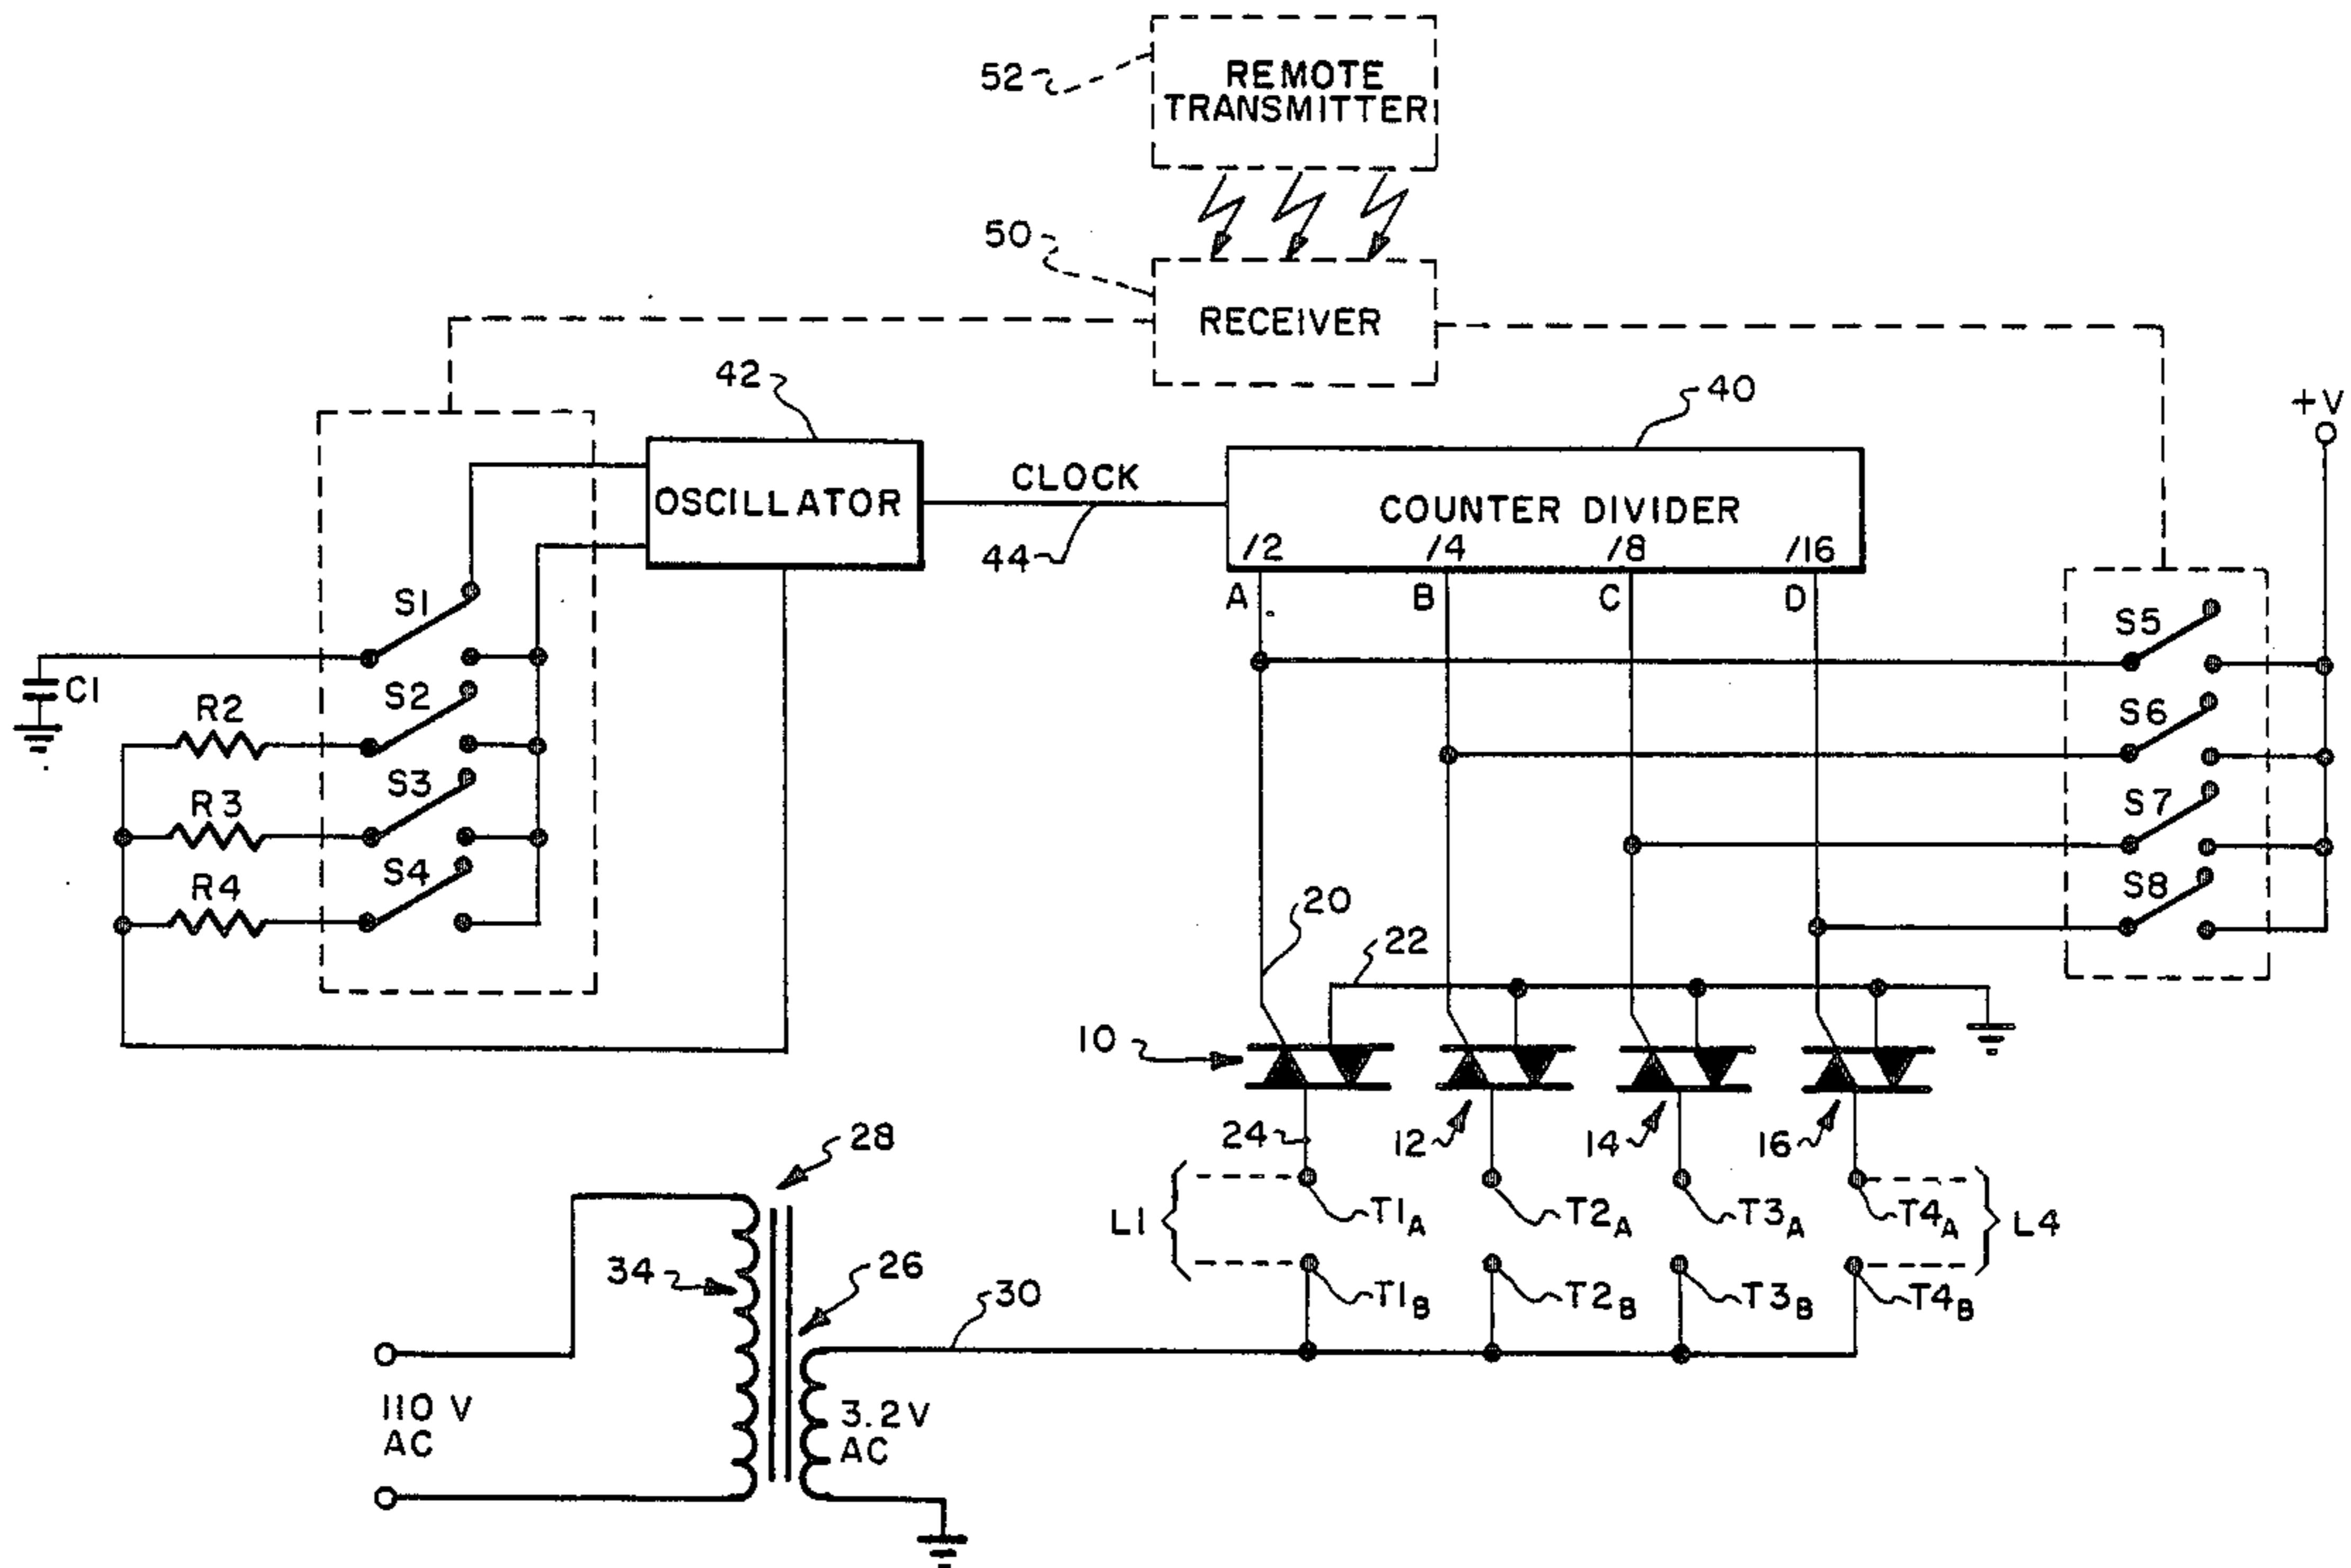 52
REMOTE
TRANSMITTER
50
RECEIVER
42
40
+V
OSCILLATOR
CLOCK
44
COUNTER DIVIDER
/2 /4 /8 /16
A B C D
S1
S2
S3
S4
C1
R2
R3
R4
S5
S6
S7
S8
20
22
10
24
12
14
16
L1
T1A
T2A
T3A
T4A
L4
T1B
T2B
T3B
T4B
28
34
26
30
110 V
AC
3.2V
AC